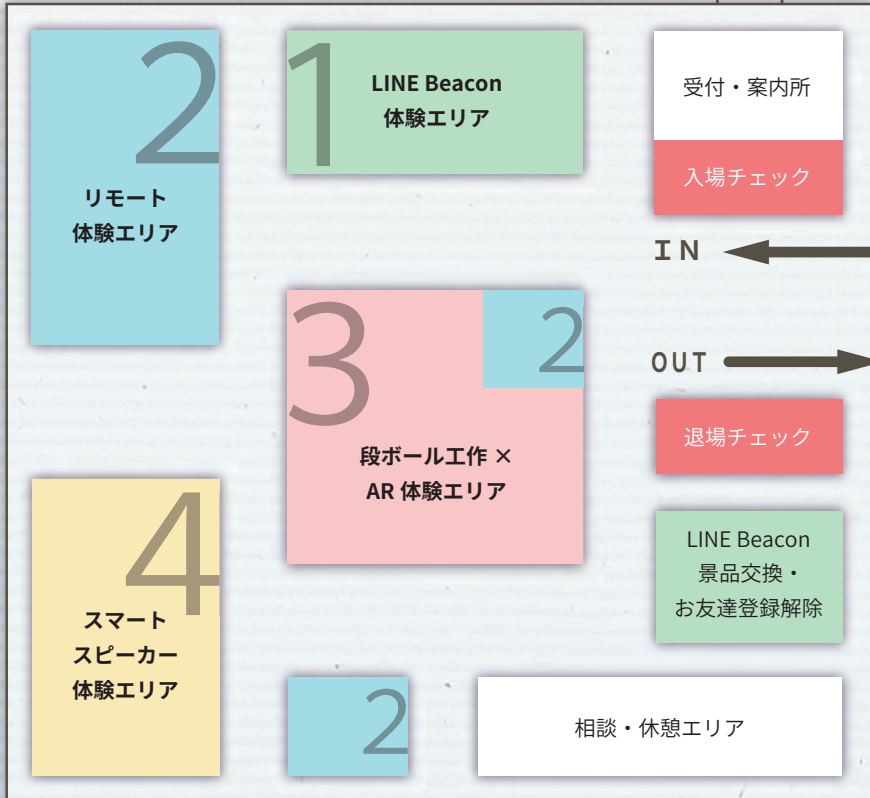 2
リモート
体験エリア
1
LINE Beacon
体験エリア
受付・案内所
入場チェック
IN
OUT
3
2
段ボール工作 ×
AR 体験エリア
退場チェック
LINE Beacon
景品交換・
お友達登録解除
4
スマート
スピーカー
体験エリア
2
相談・休憩エリア